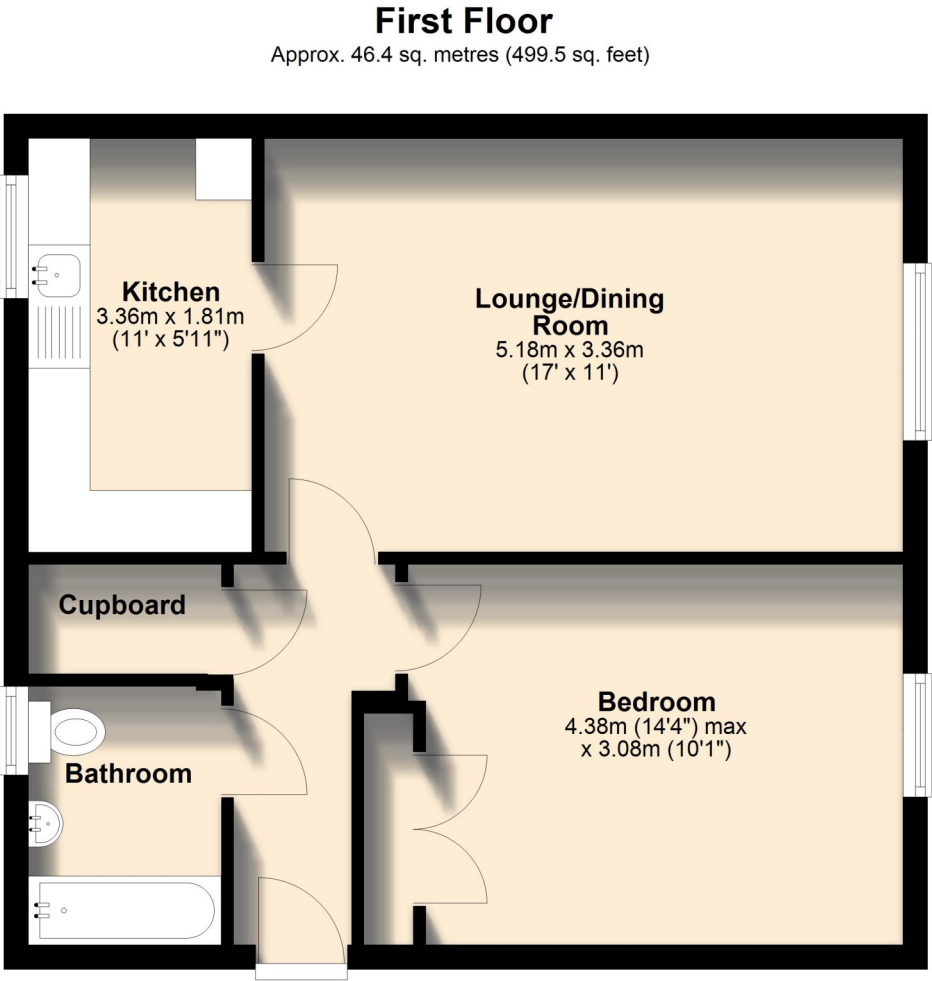 First Floor
Approx. 46.4 sq. metres (499.5 sq. feet)
Kitchen
3.36m x 1.81m
(11' x 5'11")
Lounge/Dining
Room
5.18m x 3.36m
(17' x 11')
Cupboard
Bedroom
4.38m (14'4") max
x 3.08m (10'1")
Bathroom